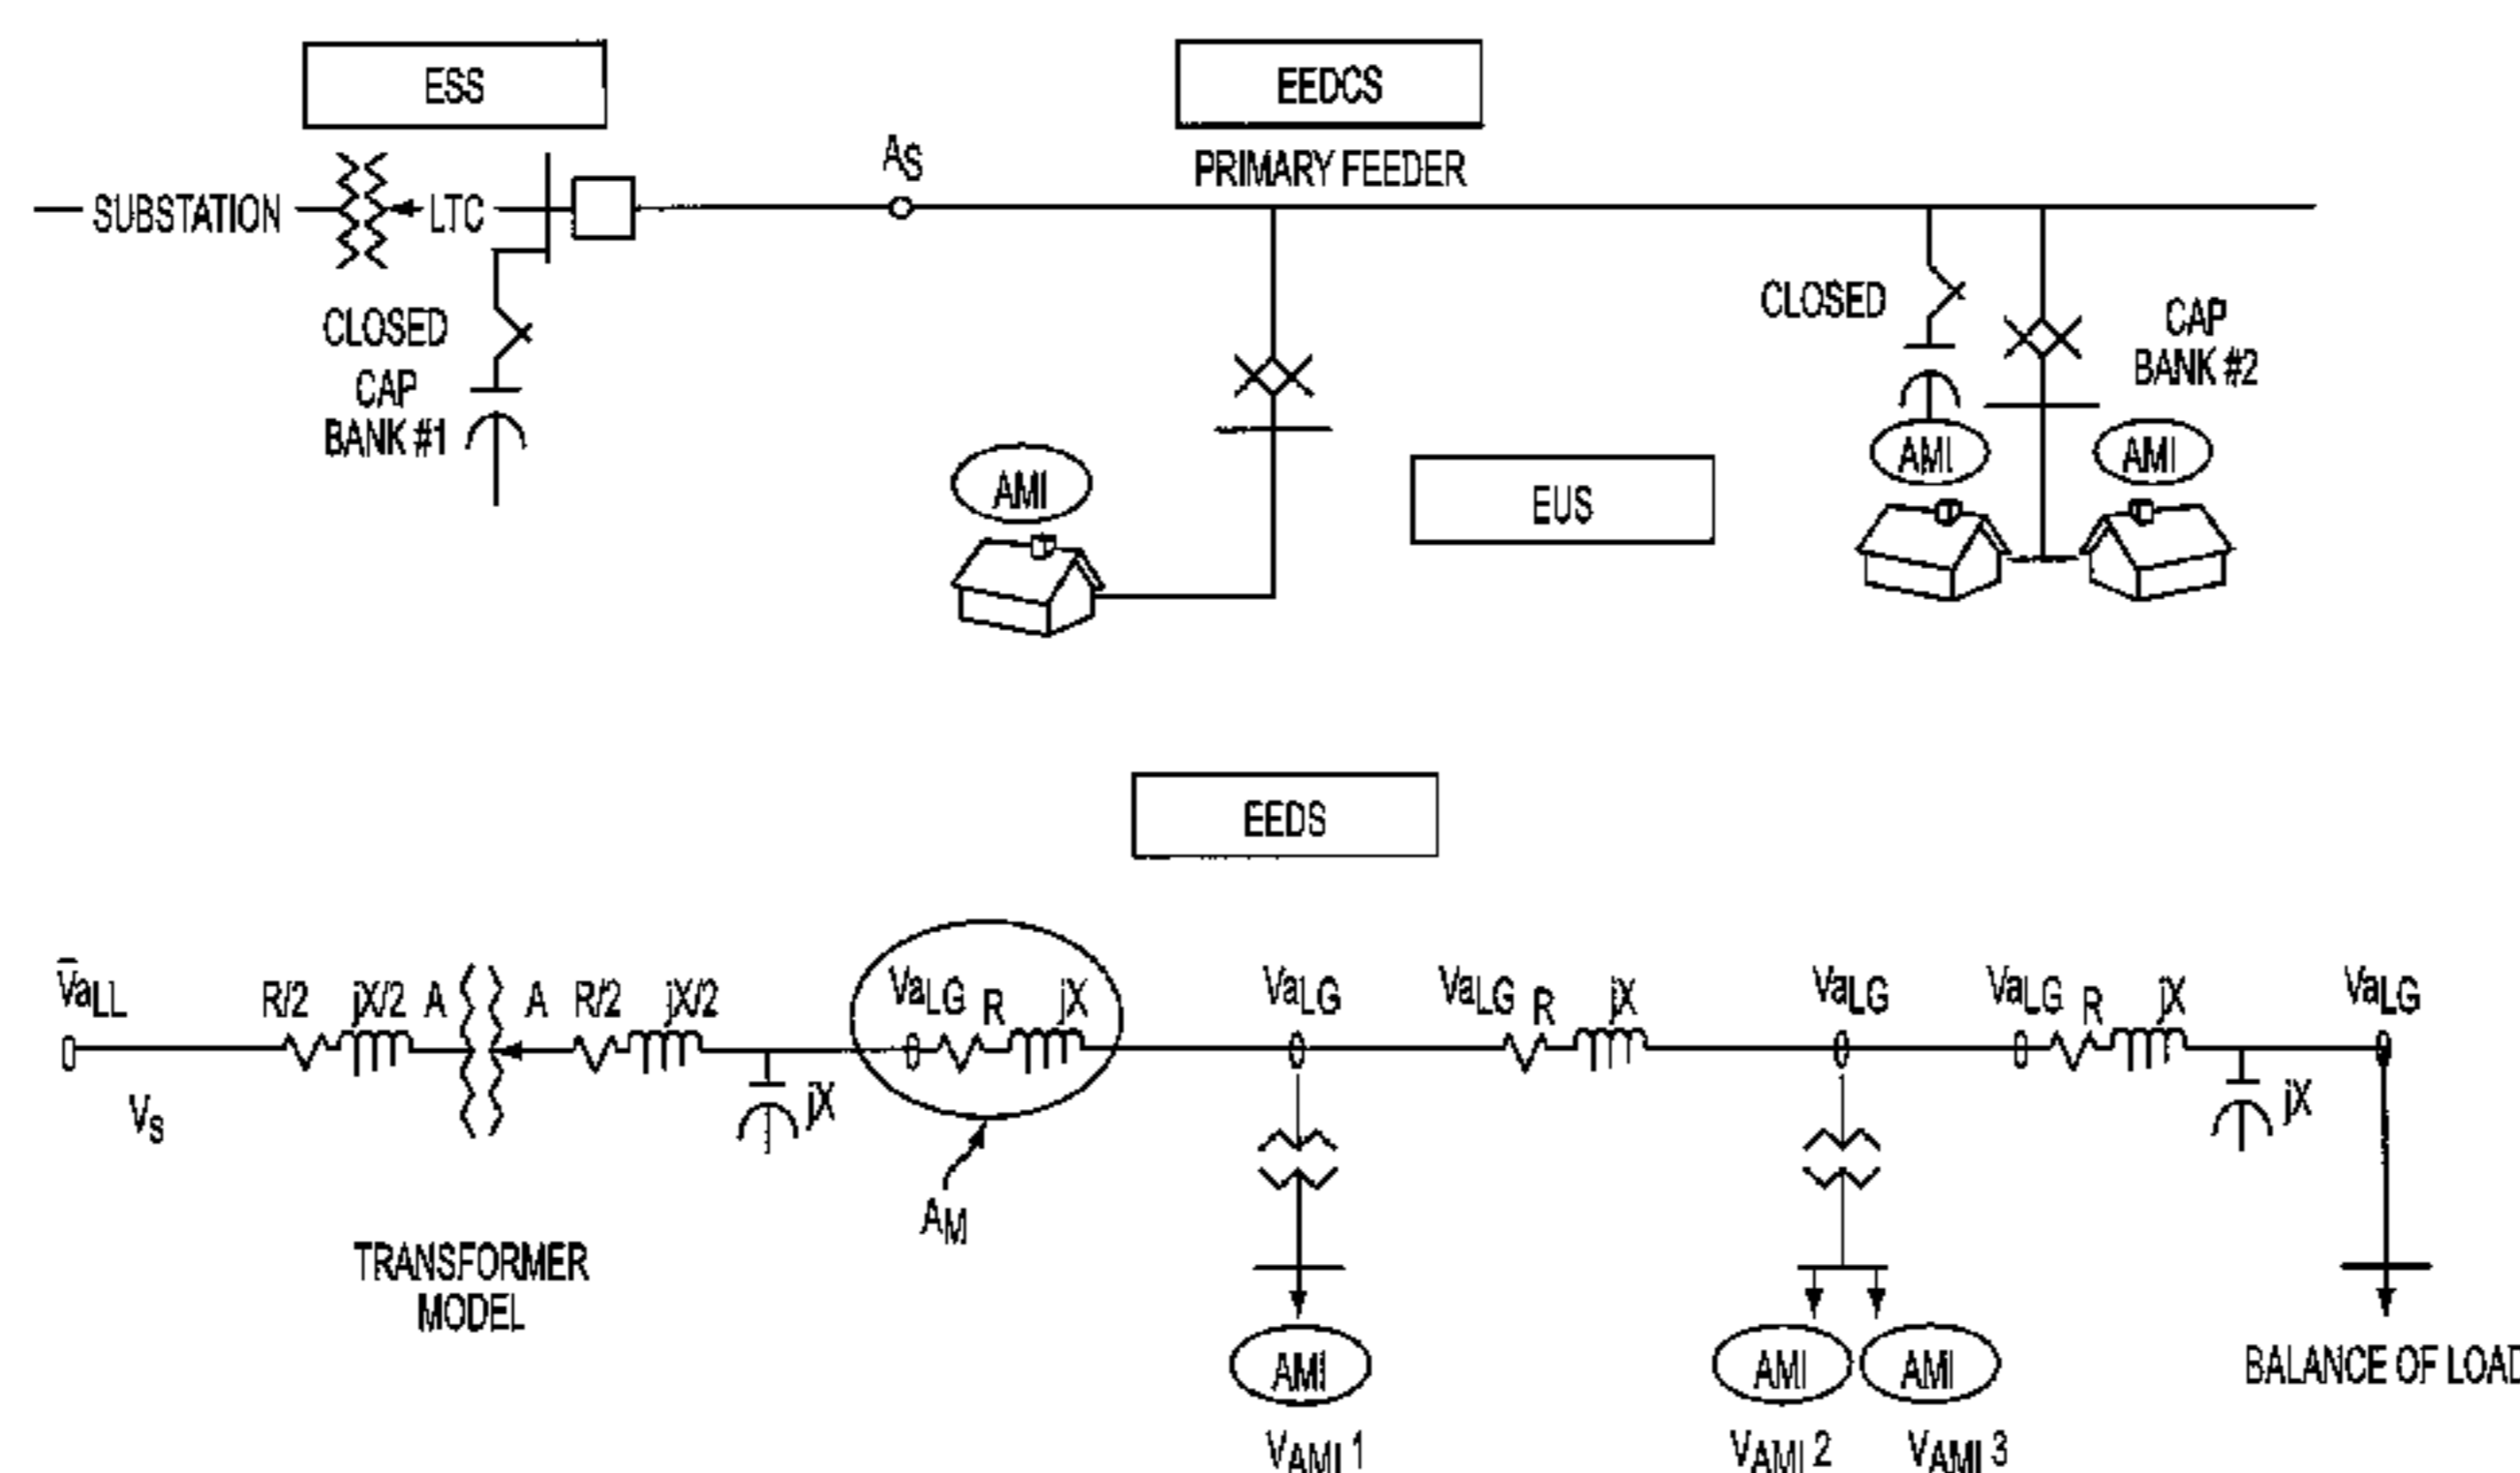 ESS
EEDCS
AS
PRIMARY FEEDER
SUBSTATION
LTC
CLOSED
CAP
BANK #1
CLOSED
CAP
BANK #2
AMI
AMI
AMI
EUS
EEDS
V̄aLL
R/2
jX/2
A
A
R/2
jX/2
VaLG
R
jX
VaLG
VaLG
R
jX
VaLG
VaLG
R
jX
VaLG
VS
jX
jX
AM
TRANSFORMER
MODEL
AMI
AMI
AMI
BALANCE OF LOAD
VAMI 1
VAMI 2
VAMI 3